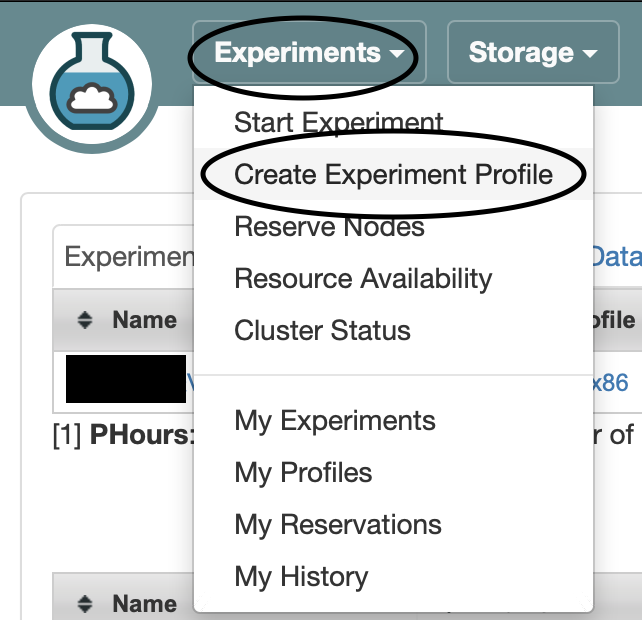 Experiments Storage
Start Experiment
Create Experiment Profile
Reserve Nodes
Experimen Data
Resource Availability
Name ofile
Cluster Status
x86
My Experiments
[1] PHours: r of
My Profiles
My Reservations
My History
Name